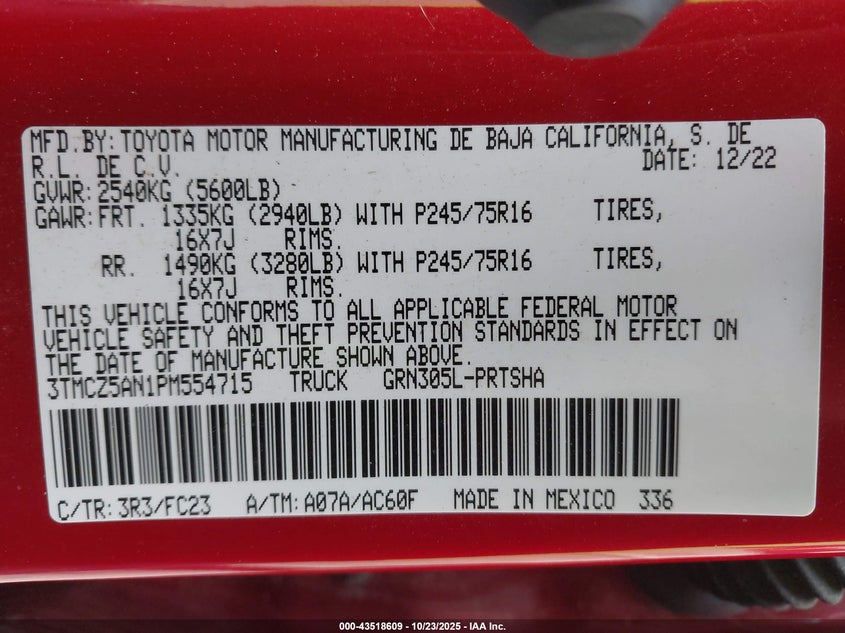 MFD.BY: TOYOTA MOTOR MANUFACTURING DE BAJA CALIFORNIA, S. DE
R.L. DE C.V. DATE: 12/22
GVWR: 2540KG (5600LB)
GAWR: FRT. 1335KG (2940LB) WITH P245/75R16 TIRES,
16X7J RIMS.
RR. 1490KG (3280LB) WITH P245/75R16 TIRES,
16X7J RIMS.
THIS VEHICLE CONFORMS TO ALL APPLICABLE FEDERAL MOTOR
VEHICLE SAFETY AND THEFT PREVENTION STANDARDS IN EFFECT ON
THE DATE OF MANUFACTURE SHOWN ABOVE.
3TMCZ5AN1PM554715 TRUCK GRN305L-PRTSHA
C/TR: 3R3/FC23 A/TM: A07A/AC60F MADE IN MEXICO 336
000-43518609 - 10/23/2025 - IAA Inc.